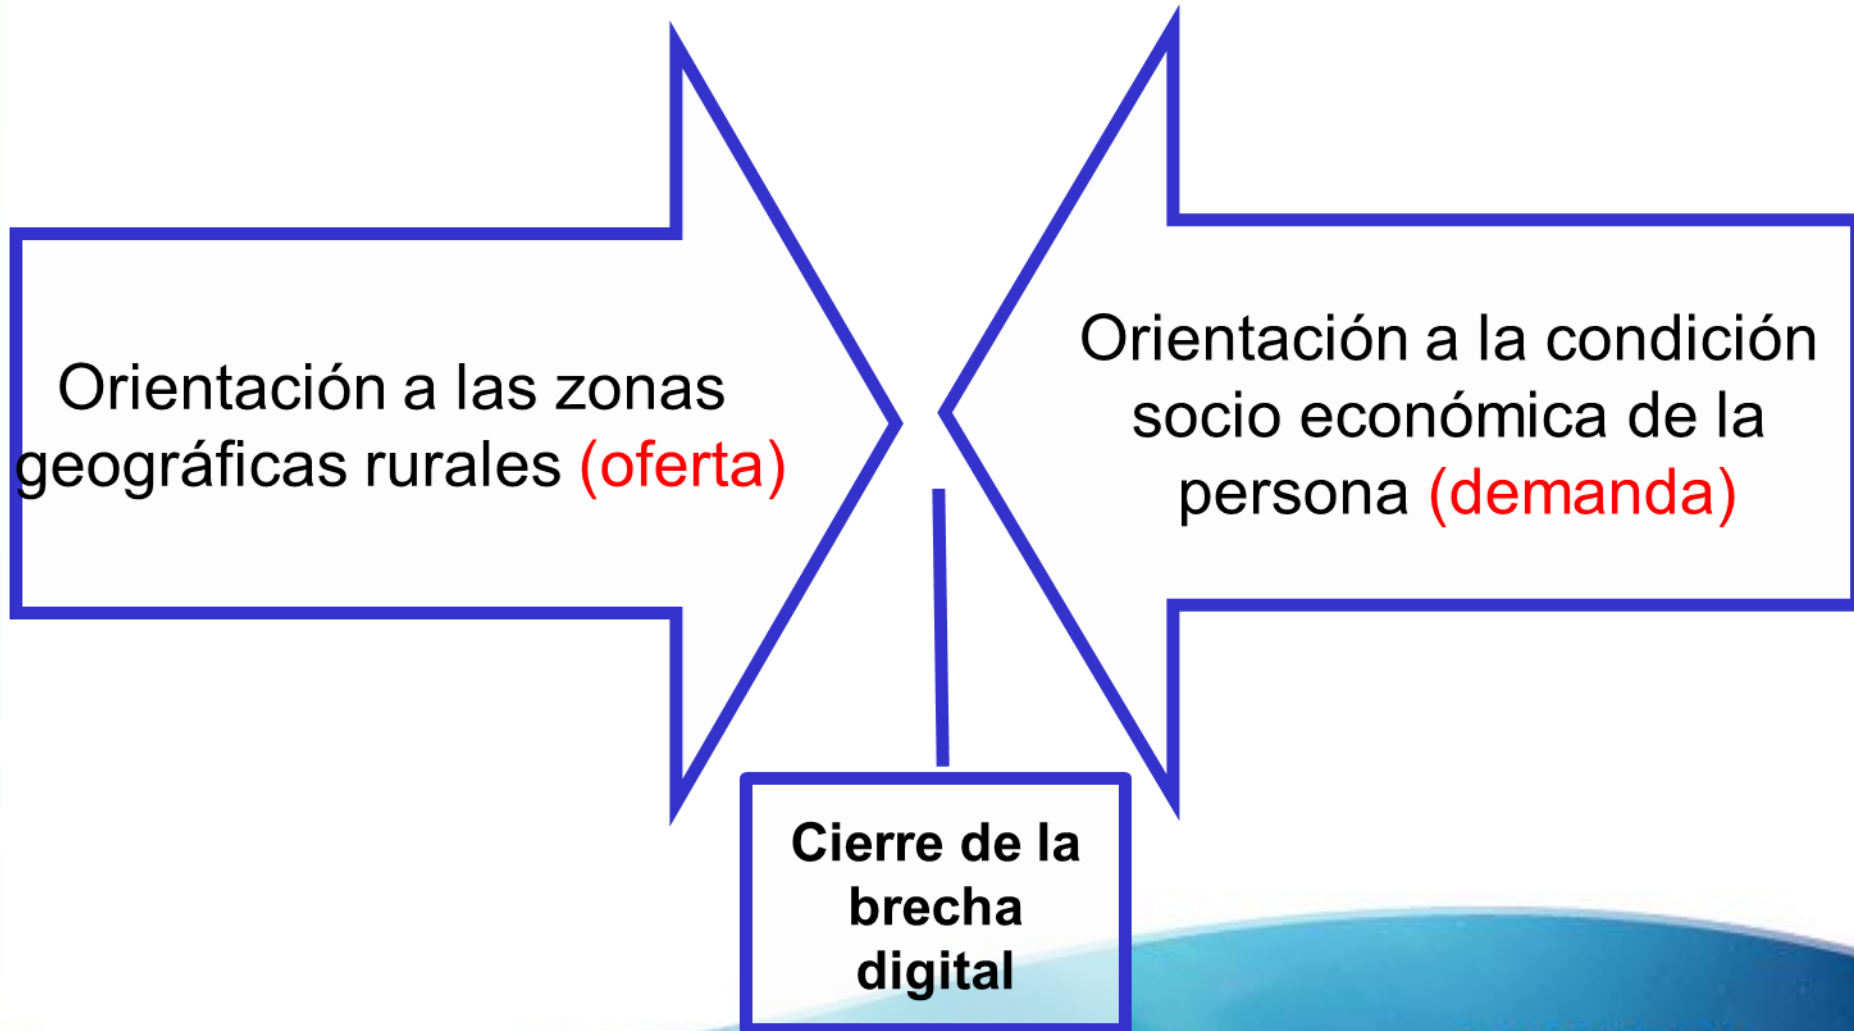 Orientación a las zonas
geográficas rurales (oferta)
Orientación a la condición
socio económica de la
persona (demanda)
Cierre de la
brecha
digital